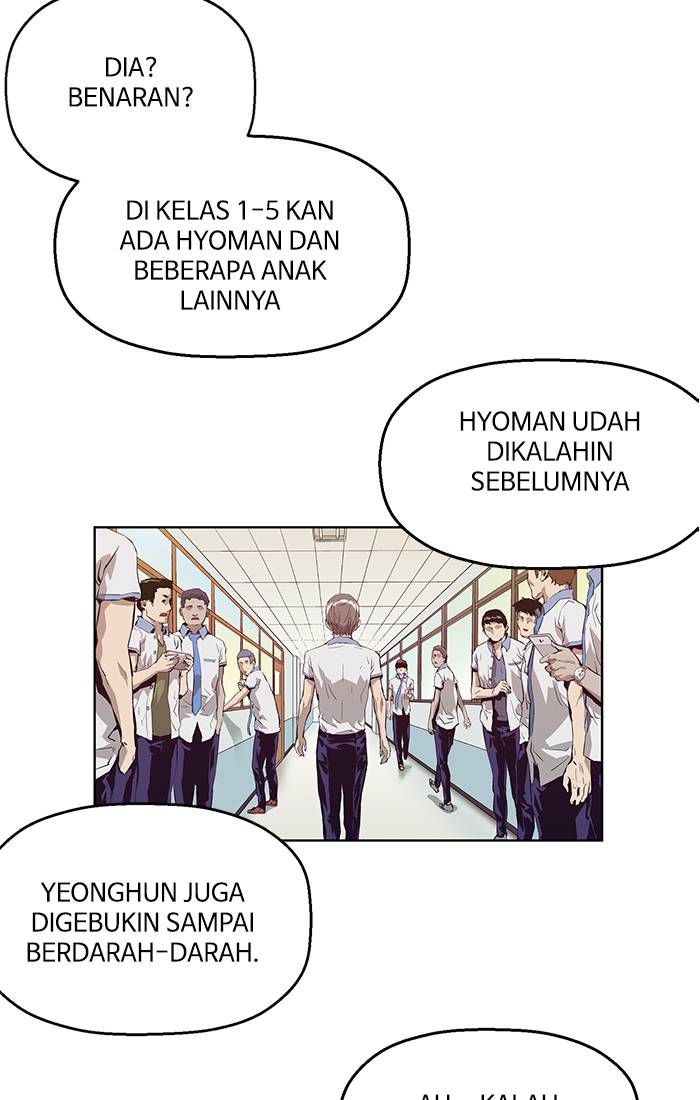 DIA?
BENARAN?
DI KELAS 1-5 KAN
ADA HYOMAN DAN
BEBERAPA ANAK
LAINNYA
HYOMAN UDAH
DIKALAHIN
SEBELUMNYA
YEONGHUN JUGA
DIGEBUKIN SAMPAI
BERDARAH-DARAH.